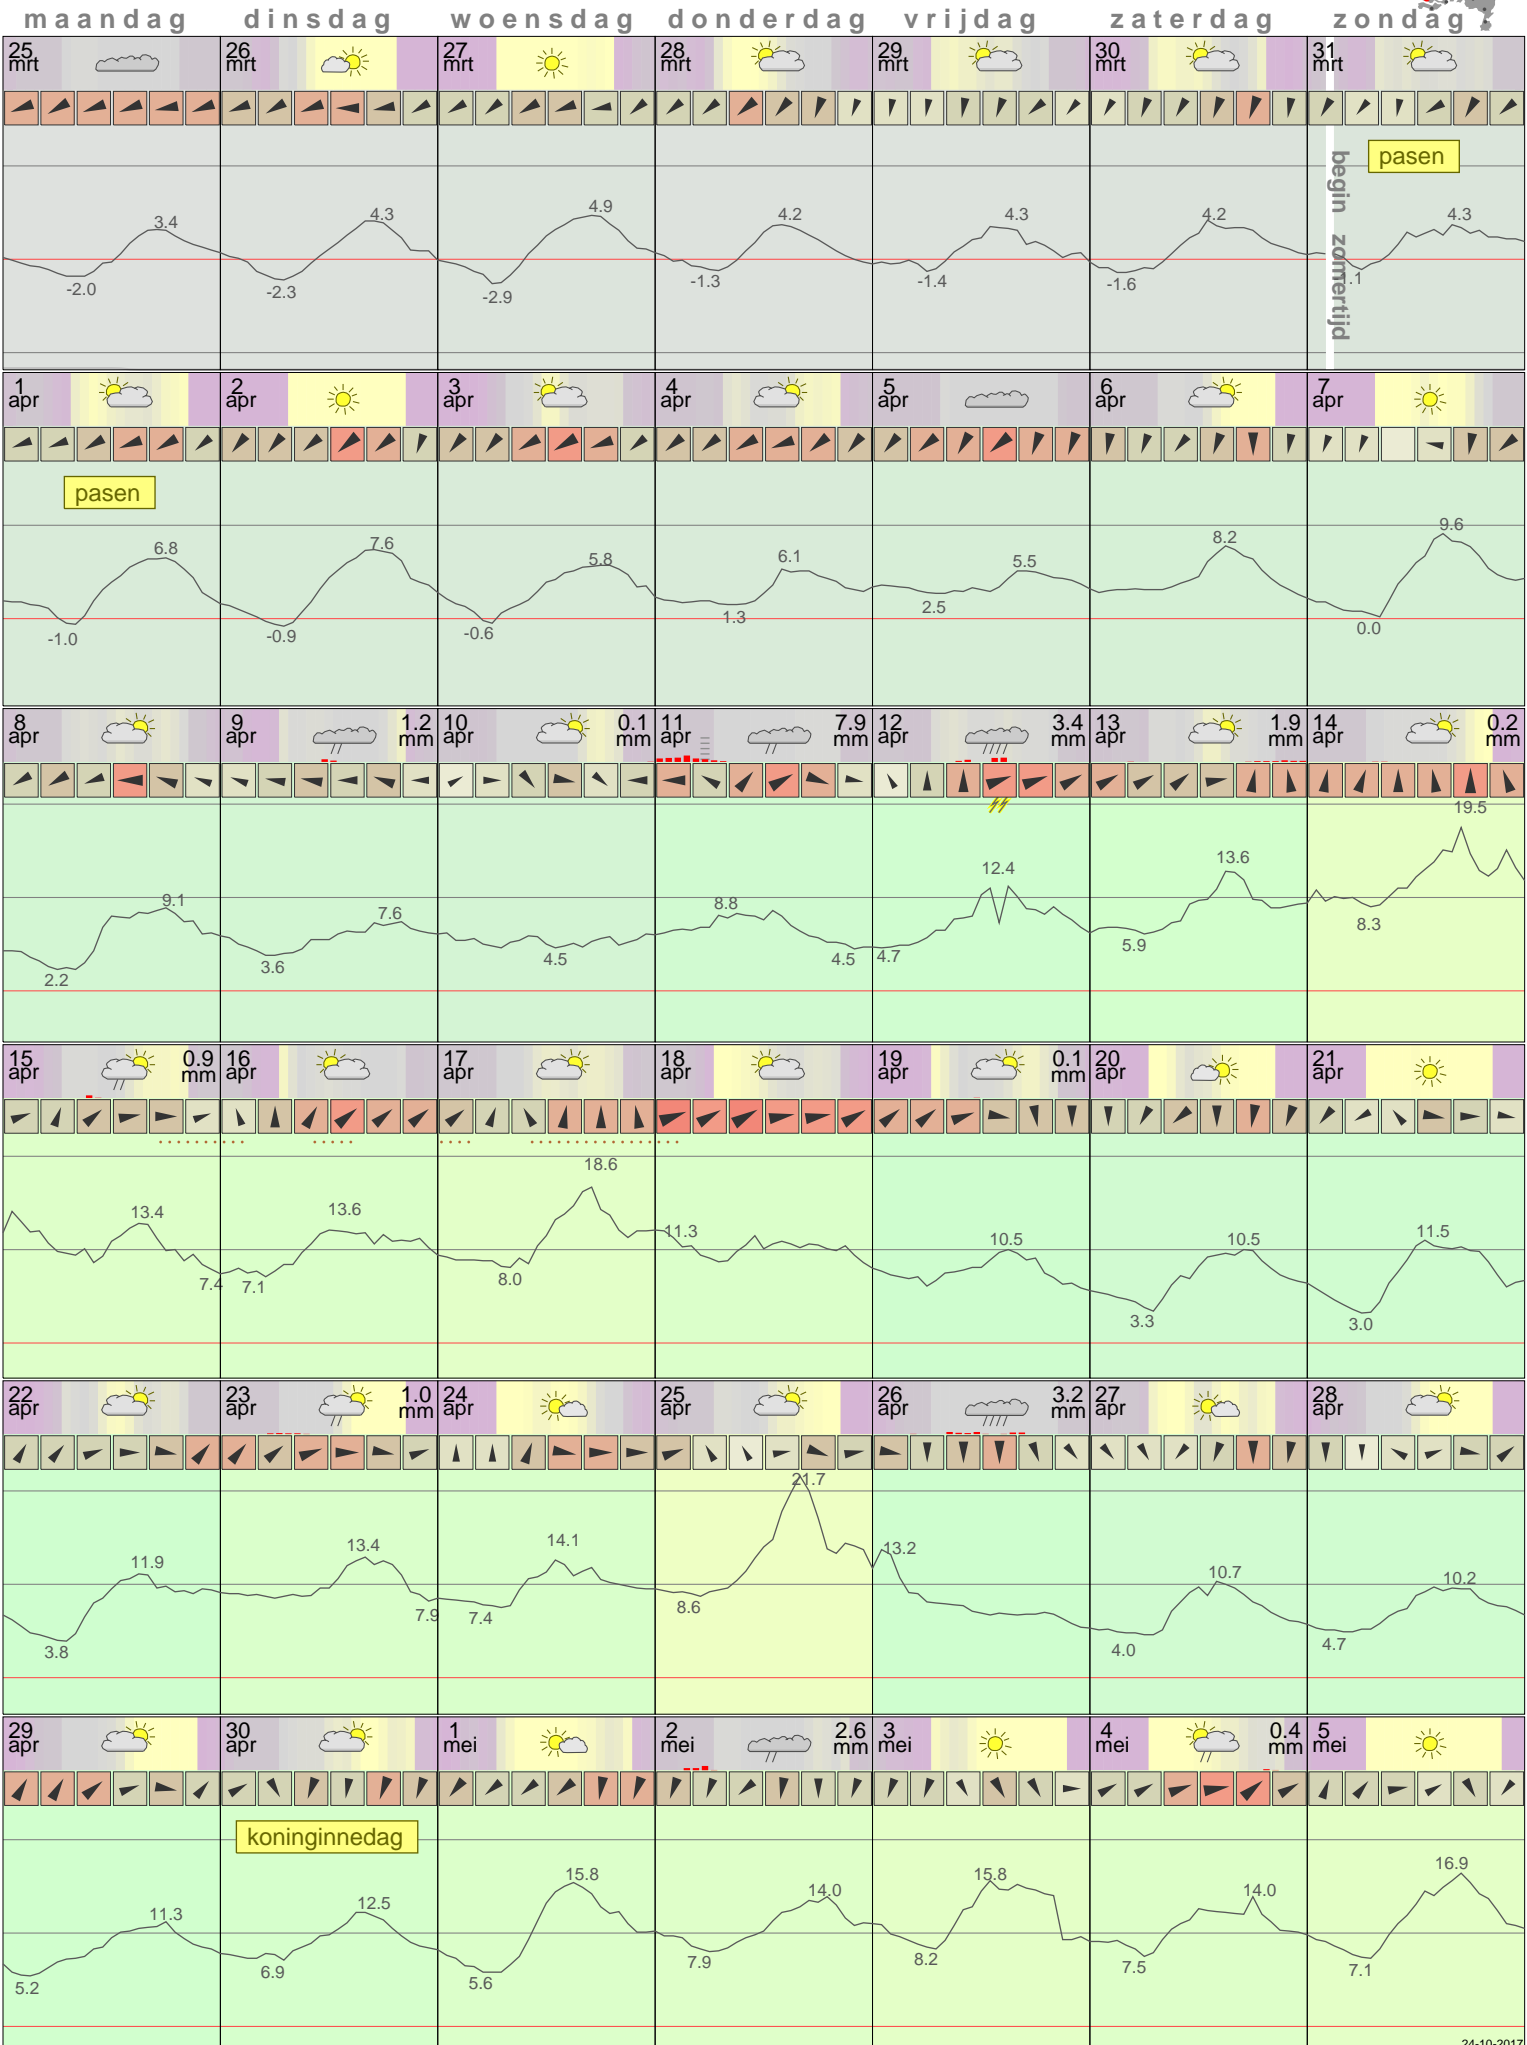 maandag dinsdag woensdag donderdag vrijdag zaterdag zondag
25 26 27 28 29 30 31
mrt mrt mrt mrt mrt mrt mrt
pasen
begin zomertijd
3.4 4.3 4.9 4.2 4.3 4.2 4.3
-2.0 -2.3 -2.9 -1.3 -1.4 -1.6 -1.1
1 2 3 4 5 6 7
apr apr apr apr apr apr apr
pasen
6.8 7.6 5.8 6.1 5.5 8.2 9.6
-1.0 -0.9 -0.6 1.3 2.5 0.0
8 9 1.2 10 0.1 11 7.9 12 3.4 13 1.9 14 0.2
apr apr mm apr mm apr mm apr mm apr mm apr mm
9.1 7.6 8.8 12.4 13.6 19.5
2.2 3.6 4.5 4.5 4.7 5.9 8.3
15 0.9 16 17 18 19 0.1 20 21
apr mm apr apr apr apr mm apr apr
13.4 13.6 18.6 11.3 10.5 10.5 11.5
7.4 7.1 8.0 3.3 3.0
22 23 1.0 24 25 26 3.2 27 28
apr apr mm apr apr apr mm apr apr
11.9 13.4 14.1 21.7 13.2 10.7 10.2
3.8 7.9 7.4 8.6 4.0 4.7
29 30 1 2 2.6 3 4 0.4 5
apr apr mei mei mm mei mei mm mei
koninginnedag
11.3 12.5 15.8 14.0 15.8 14.0 16.9
5.2 6.9 5.6 7.9 8.2 7.5 7.1
24-10-2017